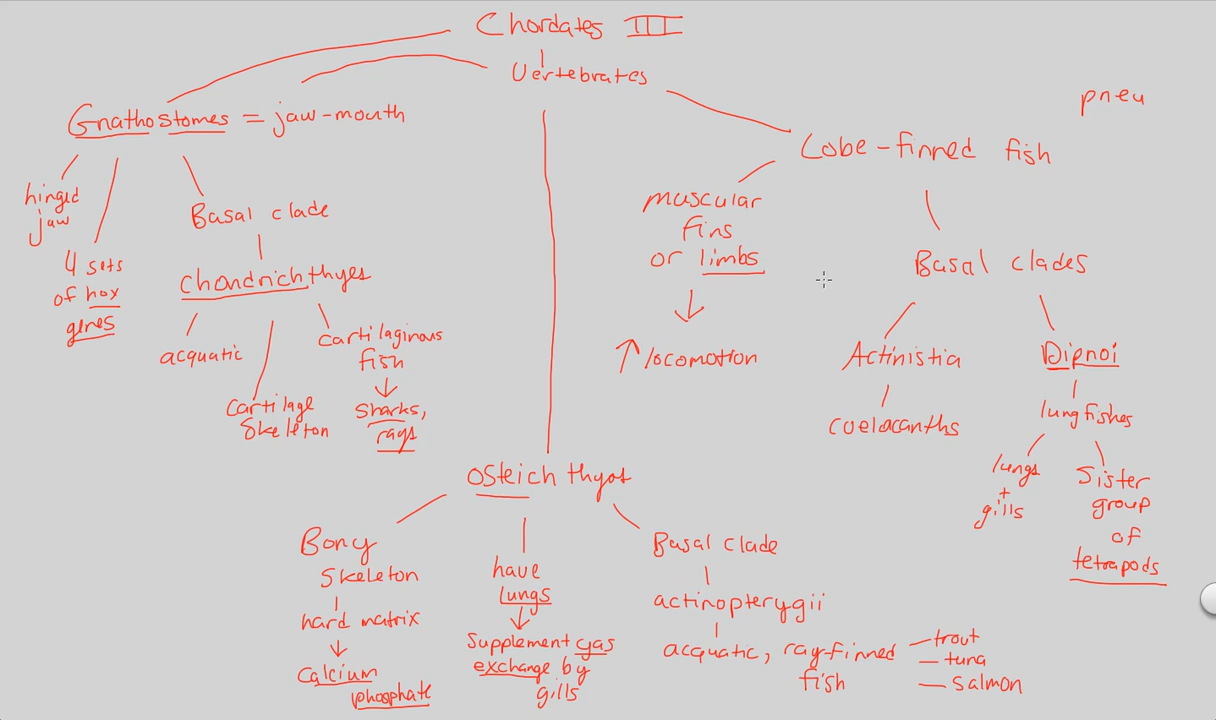 Chordates III
Vertebrates
pneu
Gnathostomes = jaw-mouth
Lobe-finned fish
hinged
jaw
4 sets
of hox
genes
Basal clade
chondrichthyes
acquatic
cartilage
skeleton
cartilaginous
fish
sharks,
rays
muscular
fins
or limbs
↑ locomotion
Basal clades
Actinistia
coelacanths
Dipnoi
lungfishes
lungs
+
gills
Sister
group
of
tetrapods
Osteichthyes
Bony
skeleton
hard matrix
Calcium
phosphate
have
lungs
Supplement gas
exchange by
gills
Basal clade
actinopterygii
acquatic, ray-finned
fish
trout
tuna
salmon